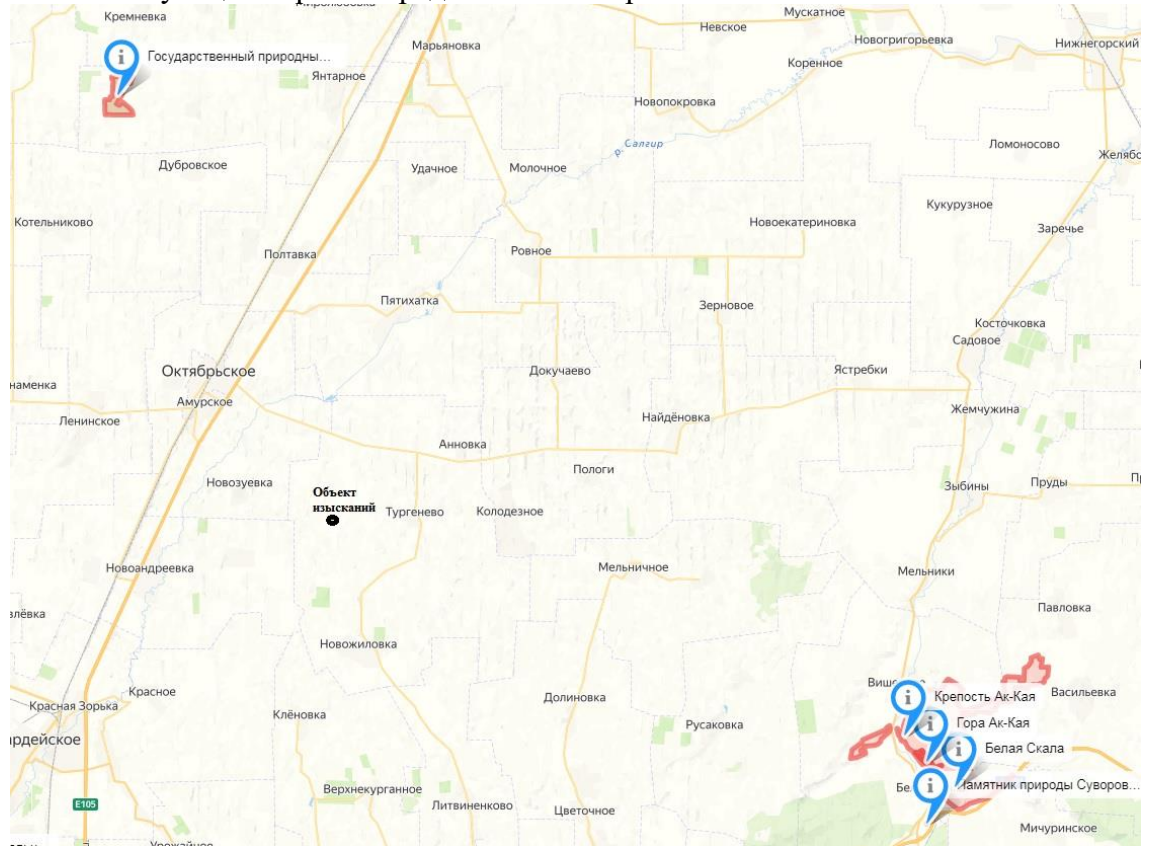 Кремневка
Мускатное
Невское
Новогригорьевка
Нижнегорский
Марьяновка
Государственный природны...
Янтарное
Коренное
Новопокровка
р. Салгир
Ломоносово
Дубровское
Удачное
Молочное
Кукурузное
Котельниково
Новоекатериновка
Заречье
Полтавка
Ровное
Пятихатка
Зерновое
Косточковка
Садовое
Октябрьское
Докучаево
Ястребки
наменка
Амурское
Ленинское
Найдёновка
Жемчужина
Анновка
Пологи
Новозуевка
Зыбины
Пруды
Объект
изысканий
Тургенево
Колодезное
Новоандреевка
Мельничное
Мельники
Павловка
Новожиловка
Красное
Долиновка
Васильевка
Крепость Ак-Кая
Красная Зорька
Клёновка
Русаковка
Гора Ак-Кая
ардейское
Белая Скала
Верхнекурганное
Памятник природы Суворов...
E105
Литвиненково
Цветочное
Мичуринское